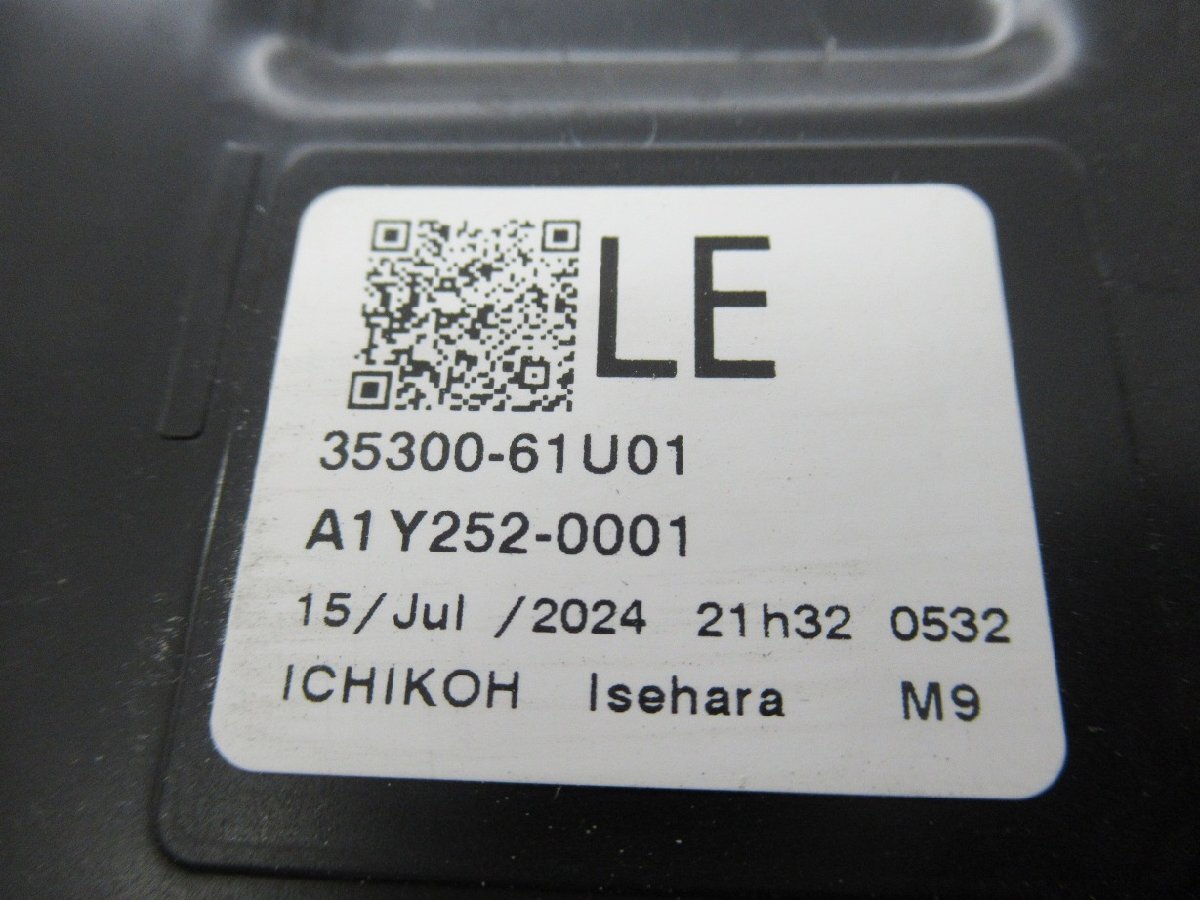 LE
35300-61U01
A1Y252-0001
15/Jul /2024 21h32 0532
ICHIKOH Isehara M9